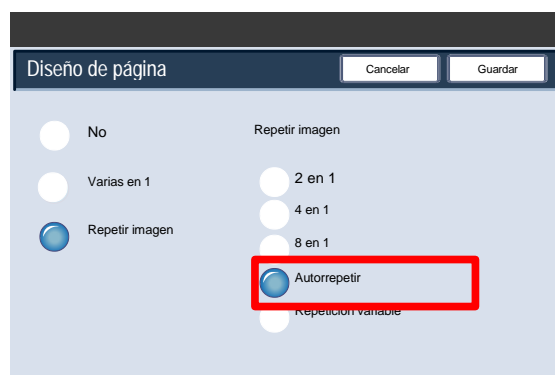 Diseño de página
Cancelar
Guardar
No
Varias en 1
Repetir imagen
Repetir imagen
2 en 1
4 en 1
8 en 1
Autorrepetir
Repetición variable